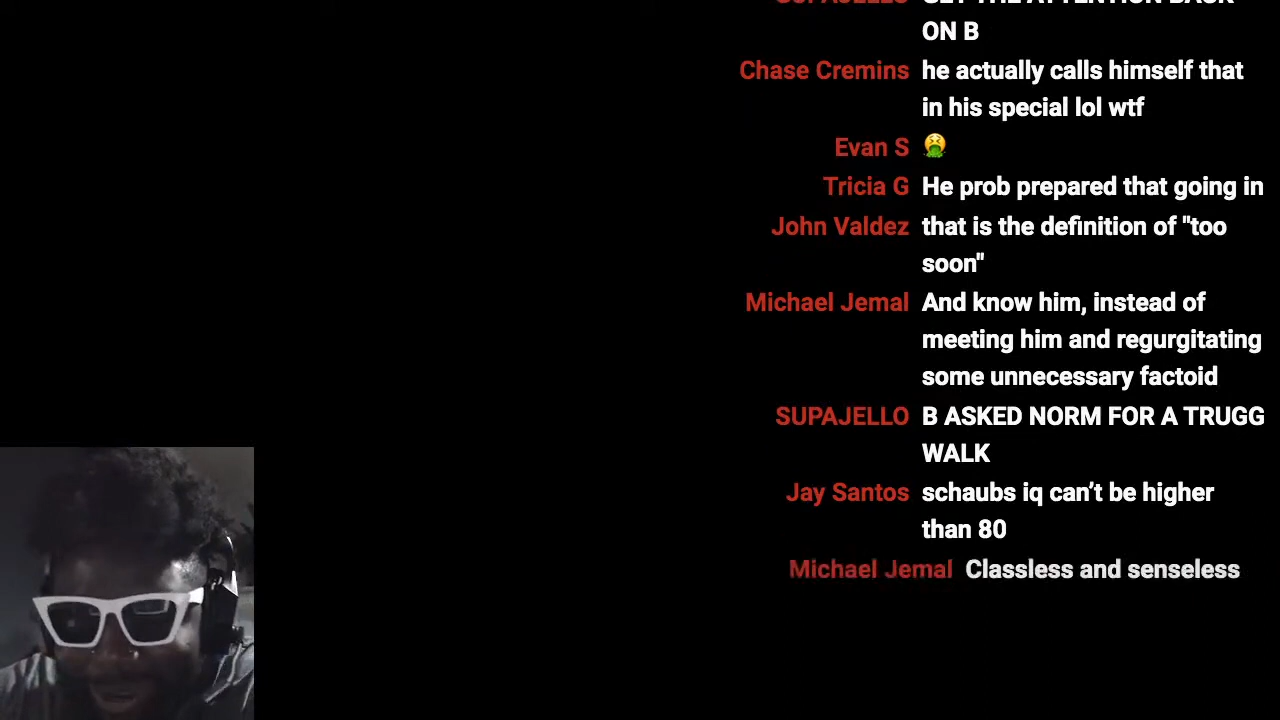 ON B
Chase Cremins he actually calls himself that
in his special lol wtf
Evan S 🤮
Tricia G He prob prepared that going in
John Valdez that is the definition of "too
soon"
Michael Jemal And know him, instead of
meeting him and regurgitating
some unnecessary factoid
SUPAJELLO B ASKED NORM FOR A TRUGG
WALK
Jay Santos schaubs iq can’t be higher
than 80
Michael Jemal Classless and senseless